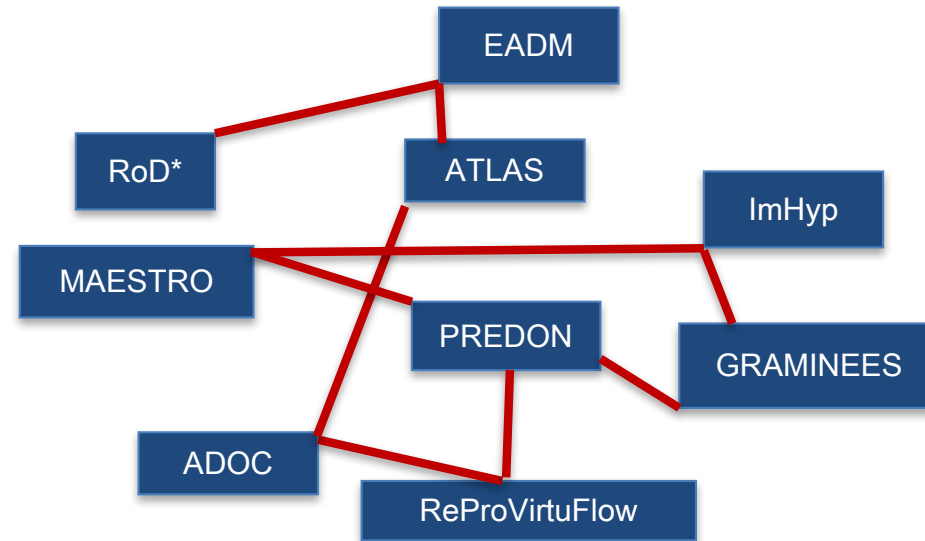 EADM
RoD*
ATLAS
ImHyp
MAESTRO
PREDON
GRAMINEES
ADOC
ReProVirtuFlow